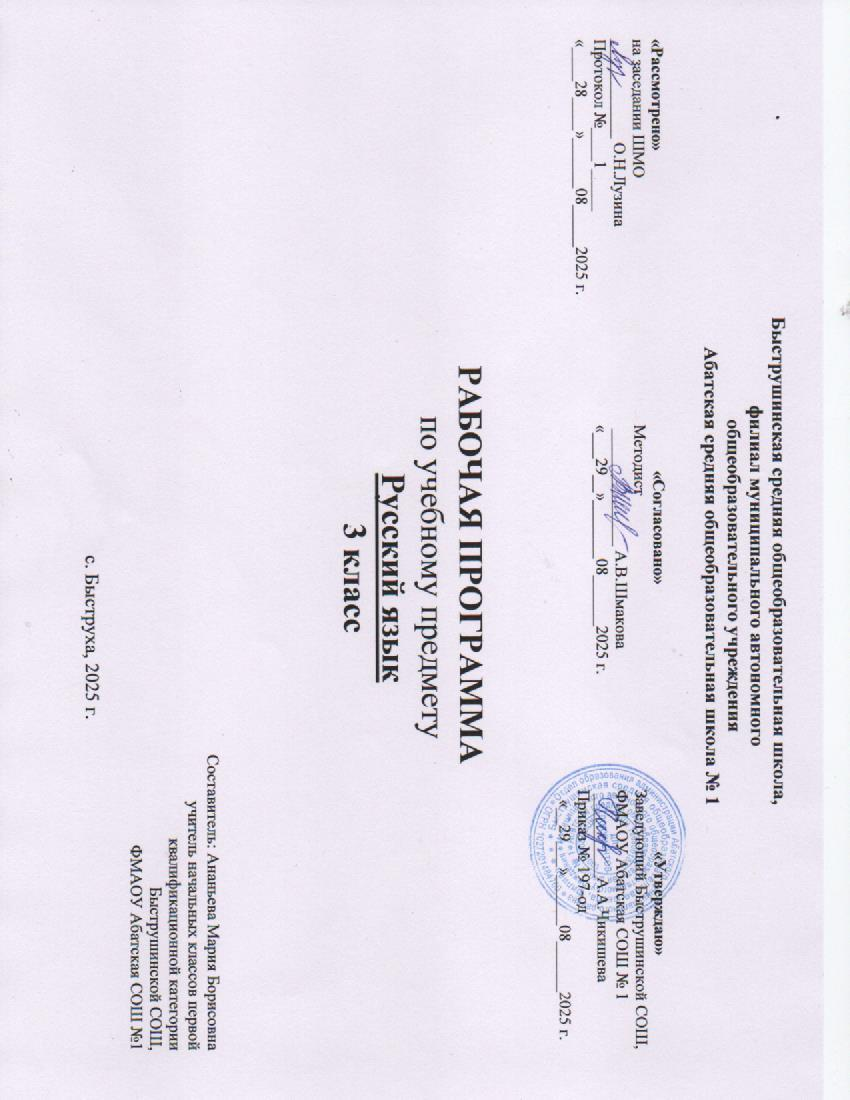 Быструшинская средняя общеобразовательная школа,
филиал муниципального автономного
общеобразовательного учреждения
Абатская средняя общеобразовательная школа № 1
«Рассмотрено»
на заседании ШМО
О.Н.Лузина
Протокол № 1
« 28 » 08 2025 г.
«Согласовано»
Методист
А.В.Шмакова
« 29 » 08 2025 г.
«Утверждаю»
Заведующий Быструшинской СОШ,
ФМАОУ Абатская СОШ № 1
А.А.Чикишева
Приказ № 197-од
« 29 » 08 2025 г.
РАБОЧАЯ ПРОГРАММА
по учебному предмету
Русский язык
3 класс
Составитель: Ананьева Мария Борисовна
учитель начальных классов первой
квалификационной категории
Быструшинской СОШ,
ФМАОУ Абатская СОШ №1
с. Быструха, 2025 г.